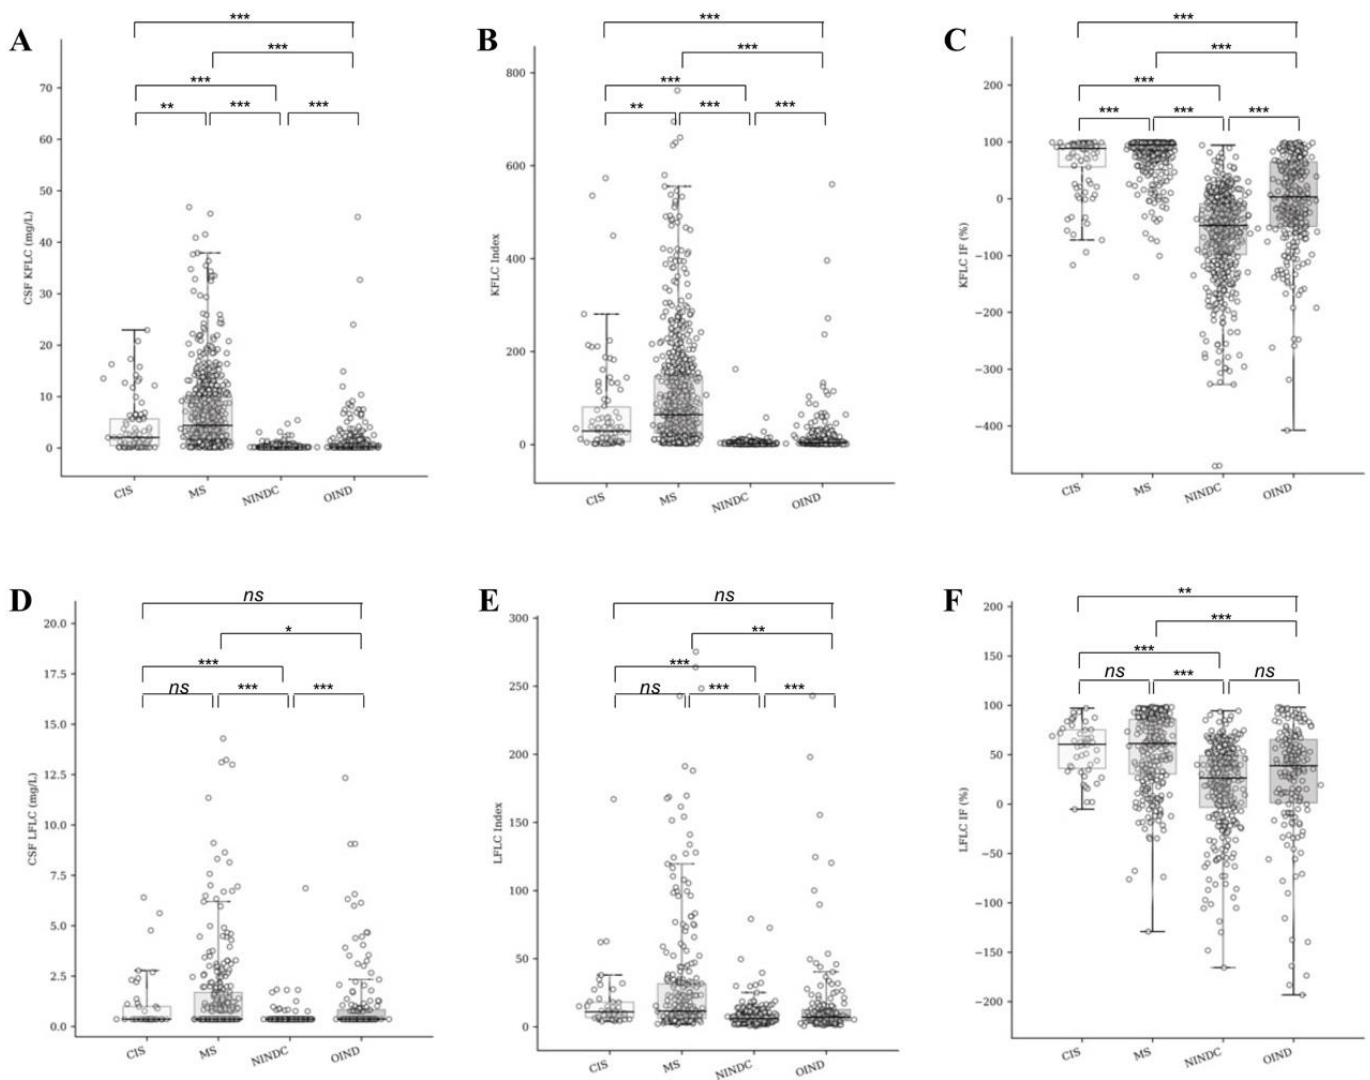 A
***
***
***
**
***
***
CSF KFLC (mg/L)
70
60
50
40
30
20
10
0
CIS
MS
NINDC
OIND
B
***
***
***
**
***
***
KFLC Index
800
600
400
200
0
CIS
MS
NINDC
OIND
C
***
***
***
***
***
***
KFLC IF (%)
200
100
0
−100
−200
−300
−400
CIS
MS
NINDC
OIND
D
ns
*
***
ns
***
***
CSF LFLC (mg/L)
20.0
17.5
15.0
12.5
10.0
7.5
5.0
2.5
0.0
CIS
MS
NINDC
OIND
E
ns
**
***
ns
***
***
LFLC Index
300
250
200
150
100
50
0
CIS
MS
NINDC
OIND
F
**
***
***
ns
***
ns
LFLC IF (%)
200
150
100
50
0
−50
−100
−150
−200
CIS
MS
NINDC
OIND